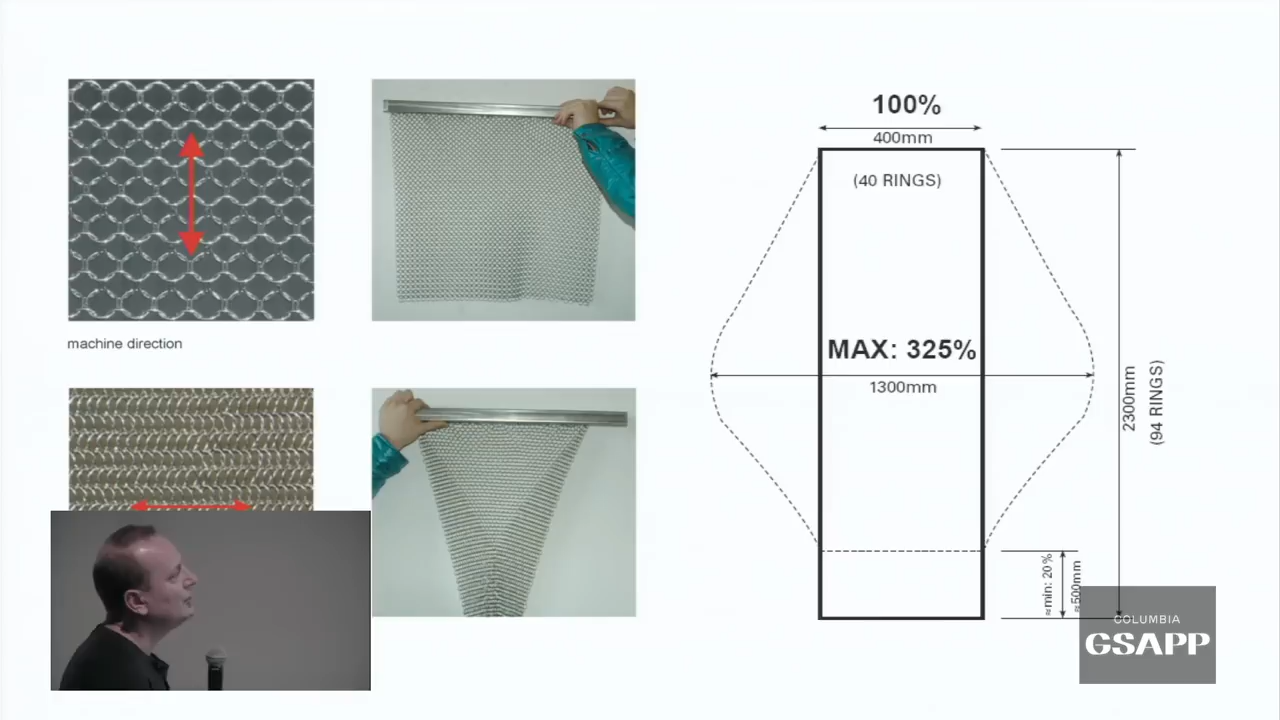 machine direction
100%
400mm
(40 RINGS)
MAX: 325%
1300mm
2300mm
(94 RINGS)
≈min: 20%
≈500mm
COLUMBIA
GSAPP